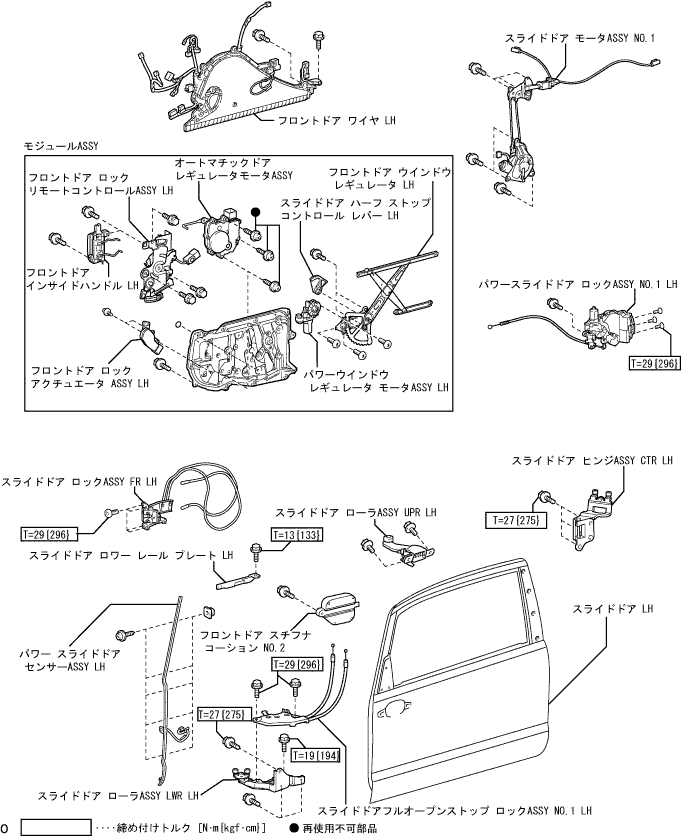 スライドドア モータASSY NO.1
フロントドア ワイヤ LH
モジュールASSY
オートマチックドア
レギュレータモータASSY
フロントドア ロック
リモートコントロールASSY LH
フロントドア ウインドウ
レギュレータ LH
スライドドア ハーフ ストップ
コントロール レバー LH
フロントドア
インサイドハンドル LH
パワースライドドア ロックASSY NO.1 LH
T=29{296}
フロントドア ロック
アクチュエータ ASSY LH
パワーウインドウ
レギュレータ モータASSY LH
スライドドア ヒンジASSY CTR LH
スライドドア ロックASSY FR LH
スライドドア ローラASSY UPR LH
T=27{275}
T=29{296}
T=13{133}
スライドドア ロワー レール プレート LH
スライドドア LH
フロントドア スチフナ
コーション NO.2
パワー スライドドア
センサーASSY LH
T=29{296}
T=27{275}
T=19{194}
スライドドア ローラASSY LWR LH
スライドドアフルオープンストップ ロックASSY NO.1 LH
O ････締め付けトルク [N･m{kgf･cm}] ●再使用不可部品